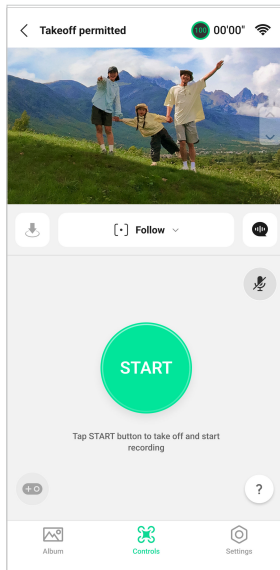 Takeoff permitted
100
00'00"
Follow
START
Tap START button to take off and start
recording
?
Album
Controls
Settings